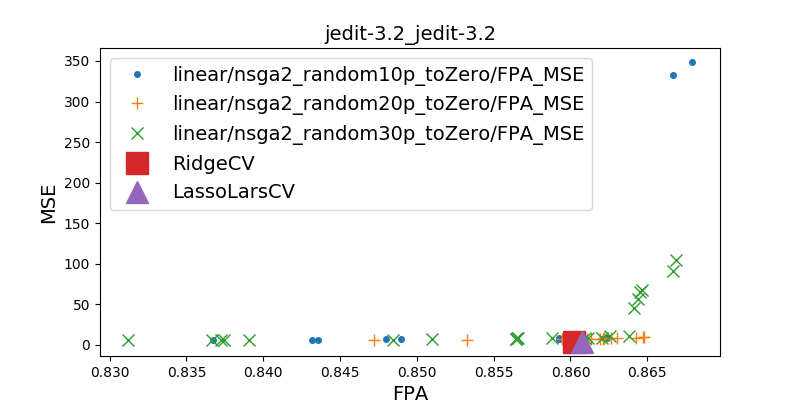 jedit-3.2_jedit-3.2
350
300
250
200
150
100
50
0
MSE
linear/nsga2_random10p_toZero/FPA_MSE
linear/nsga2_random20p_toZero/FPA_MSE
linear/nsga2_random30p_toZero/FPA_MSE
RidgeCV
LassoLarsCV
0.830 0.835 0.840 0.845 0.850 0.855 0.860 0.865
FPA